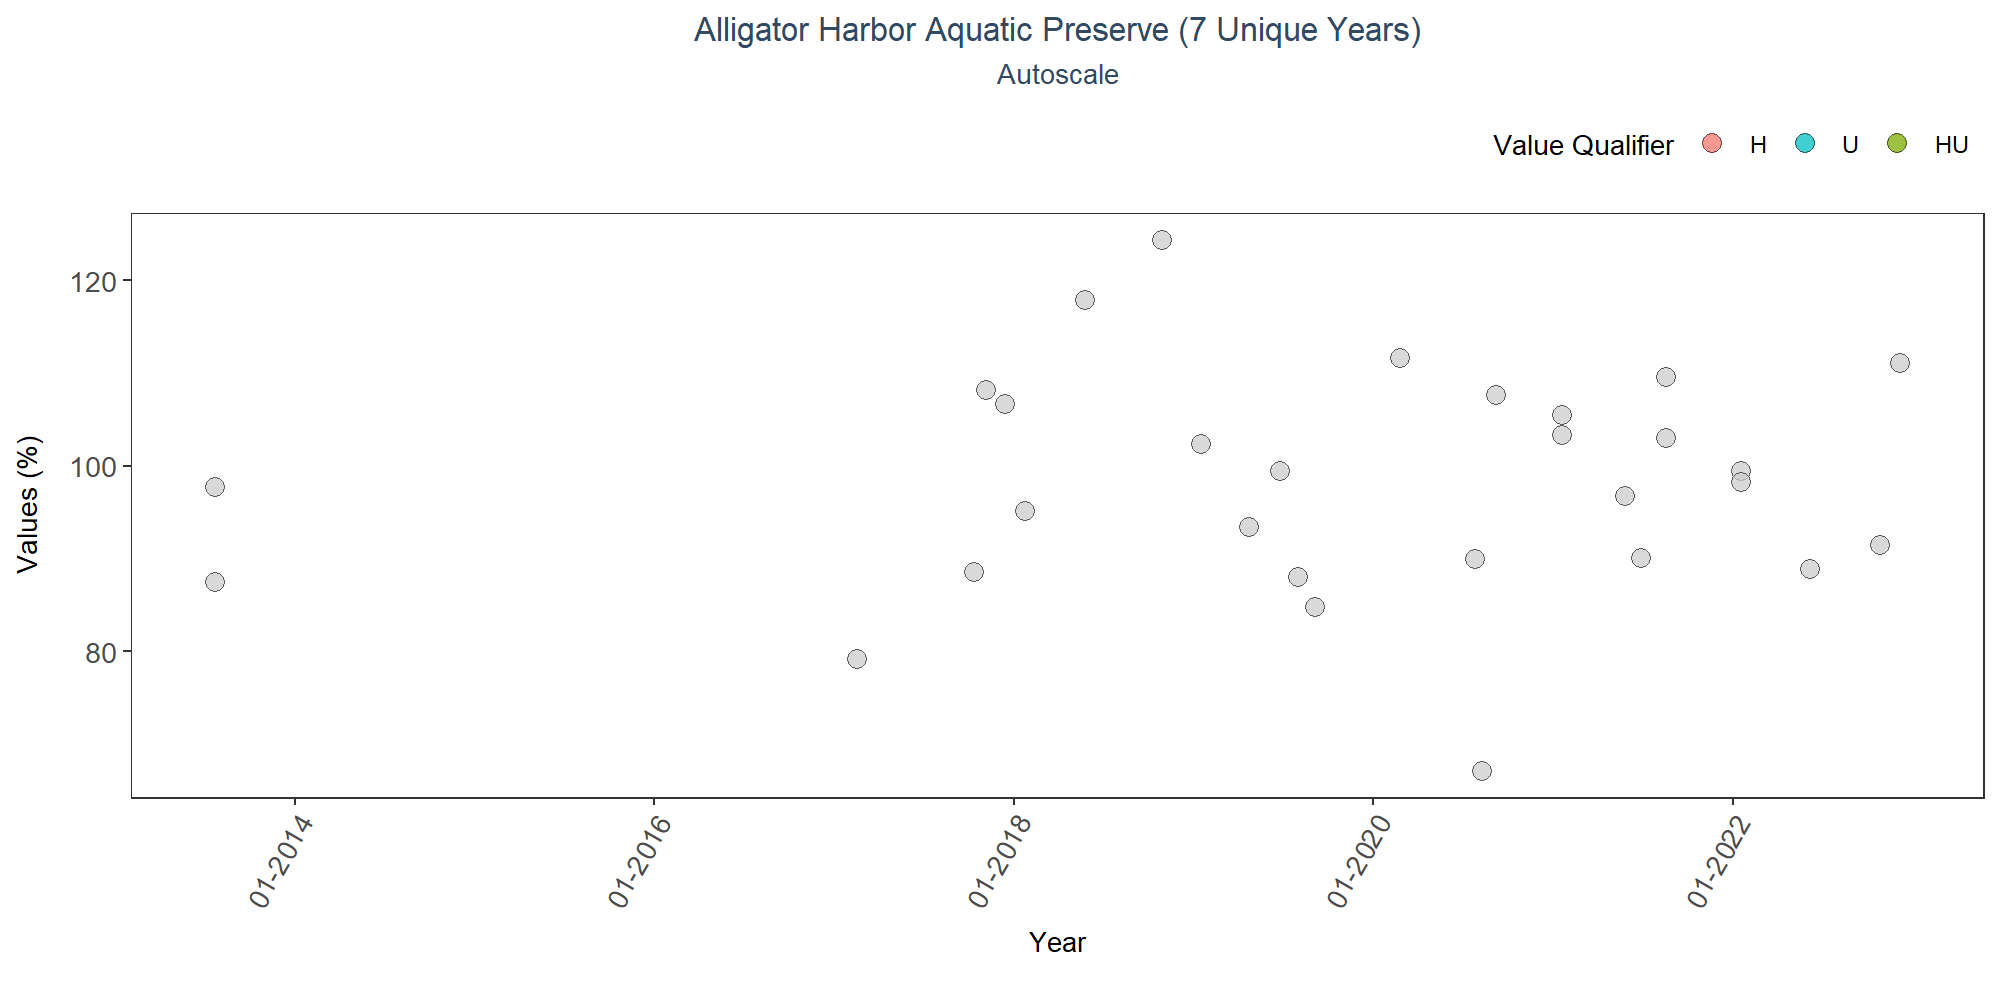 Alligator Harbor Aquatic Preserve (7 Unique Years)
Autoscale
Value Qualifier H U HU
Values (%)
120
100
80
01-2014 01-2016 01-2018 01-2020 01-2022
Year